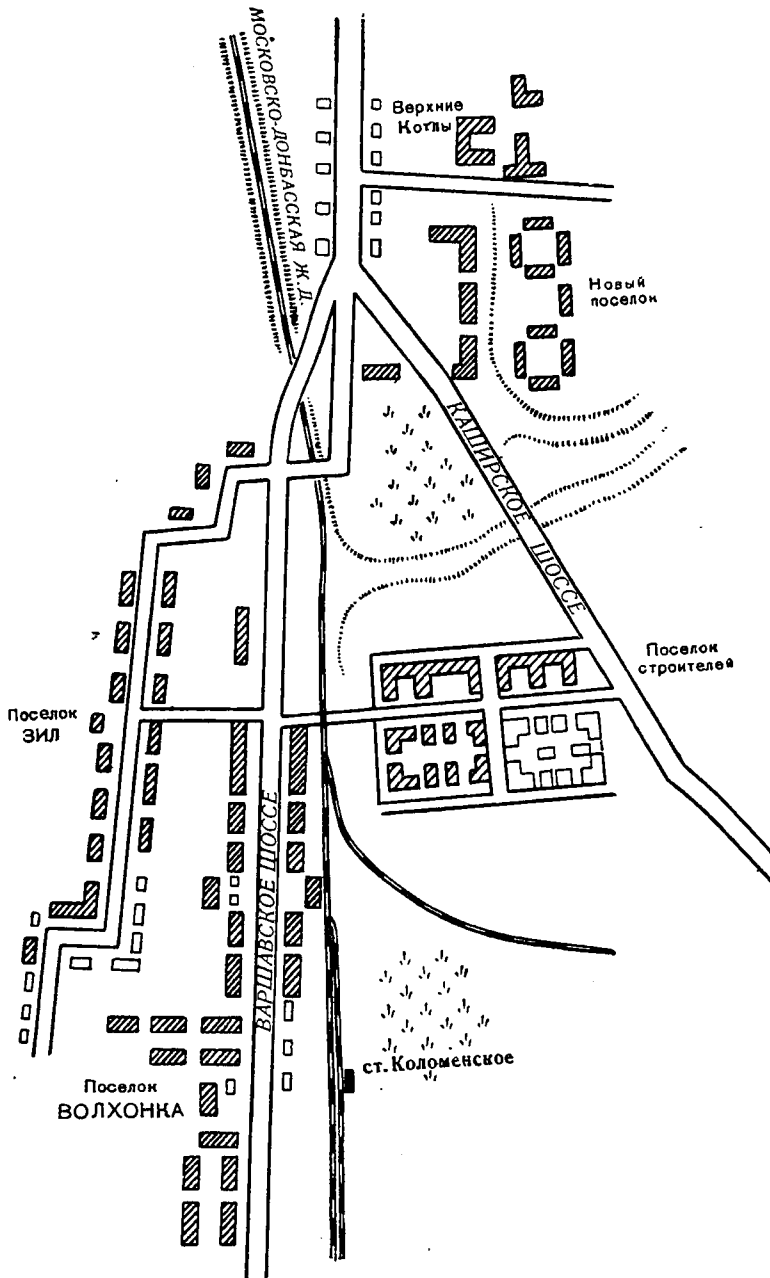 МОСКОВСКО-ДОНБАССКАЯ Ж.Д.
Верхние
Котлы
Новый
поселок
КАШИРСКОЕ ШОССЕ
Поселок
строителей
Поселок
ЗИЛ
ВАРШАВСКОЕ ШОССЕ
ст. Коломенское
Поселок
ВОЛХОНКА